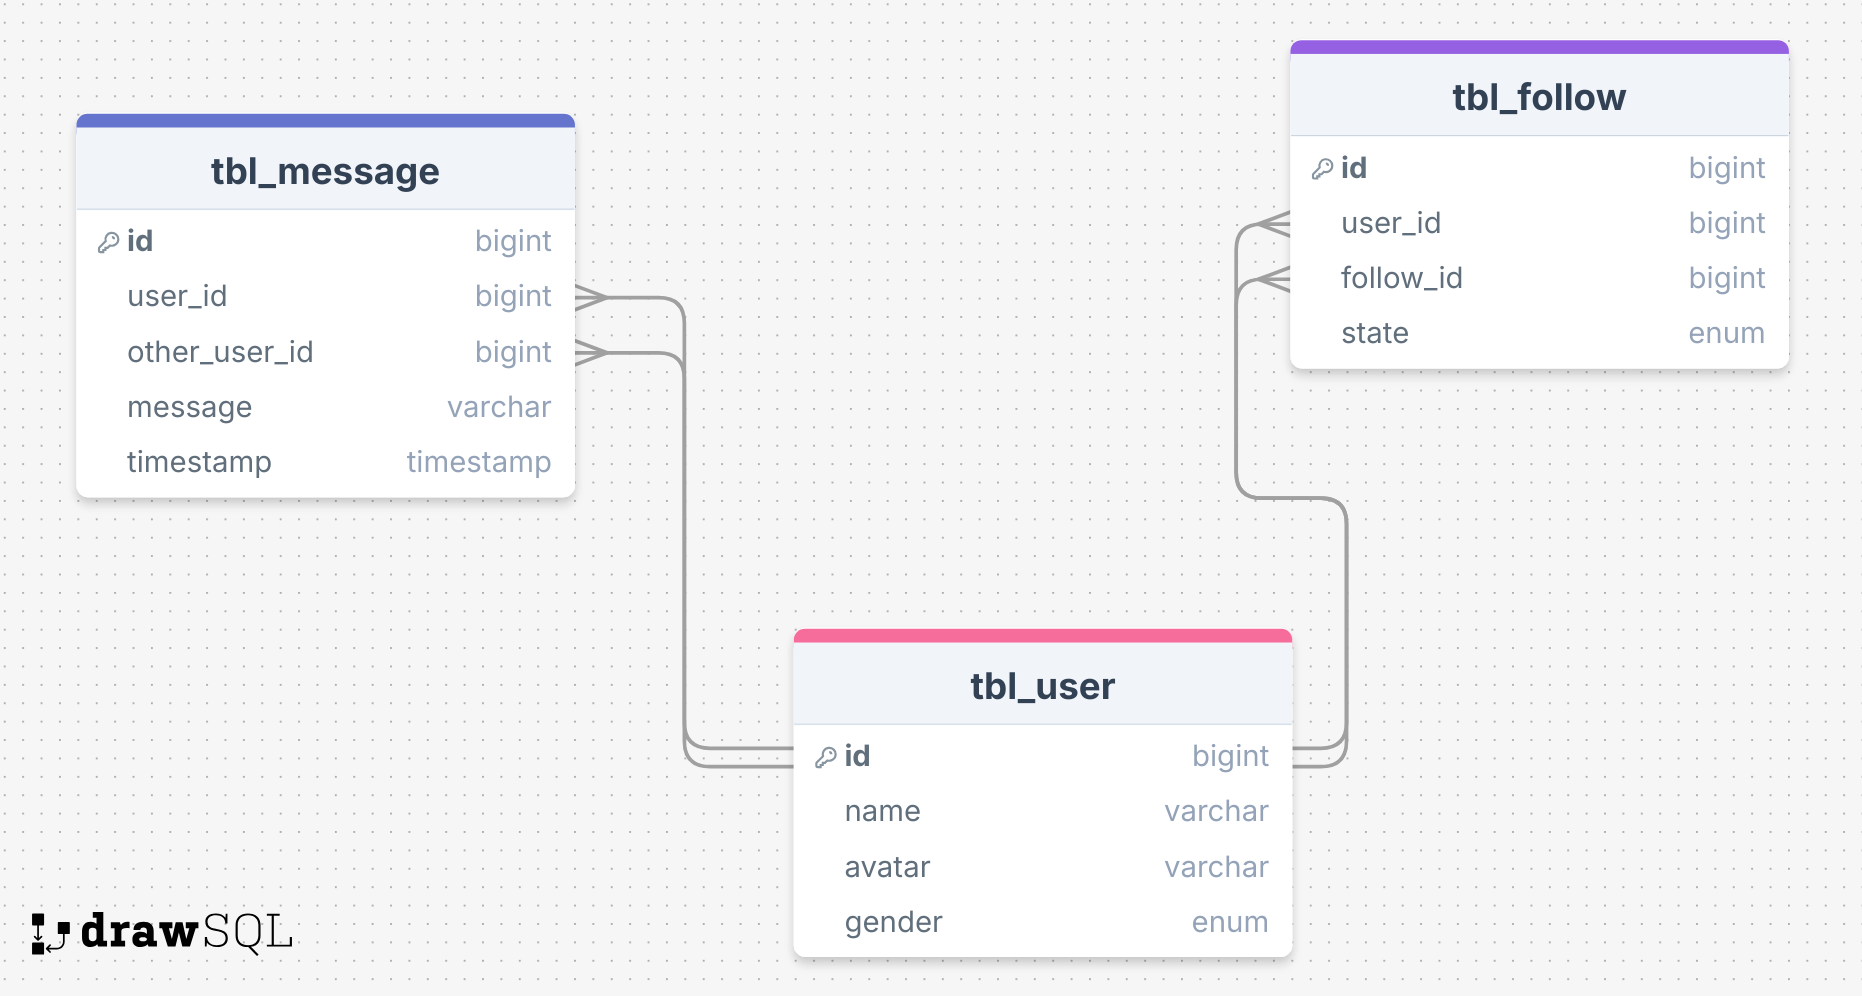 tbl_message
id bigint
user_id bigint
other_user_id bigint
message varchar
timestamp timestamp
tbl_follow
id bigint
user_id bigint
follow_id bigint
state enum
tbl_user
id bigint
name varchar
avatar varchar
gender enum
drawSQL